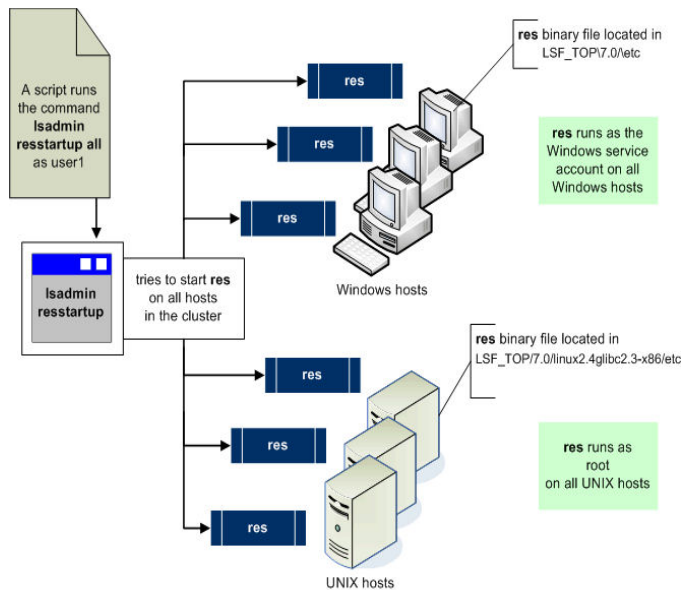 A script runs
the command
lsadmin
resstartup all
as user1
res
res
res
res binary file located in
LSF_TOP\7.0/\etc
res runs as the
Windows service
account on all
Windows hosts
lsadmin
resstartup
tries to start res
on all hosts
in the cluster
Windows hosts
res
res
res
res binary file located in
LSF_TOP/7.0/linux2.4glibc2.3-x86/etc
res runs as
root
on all UNIX hosts
UNIX hosts